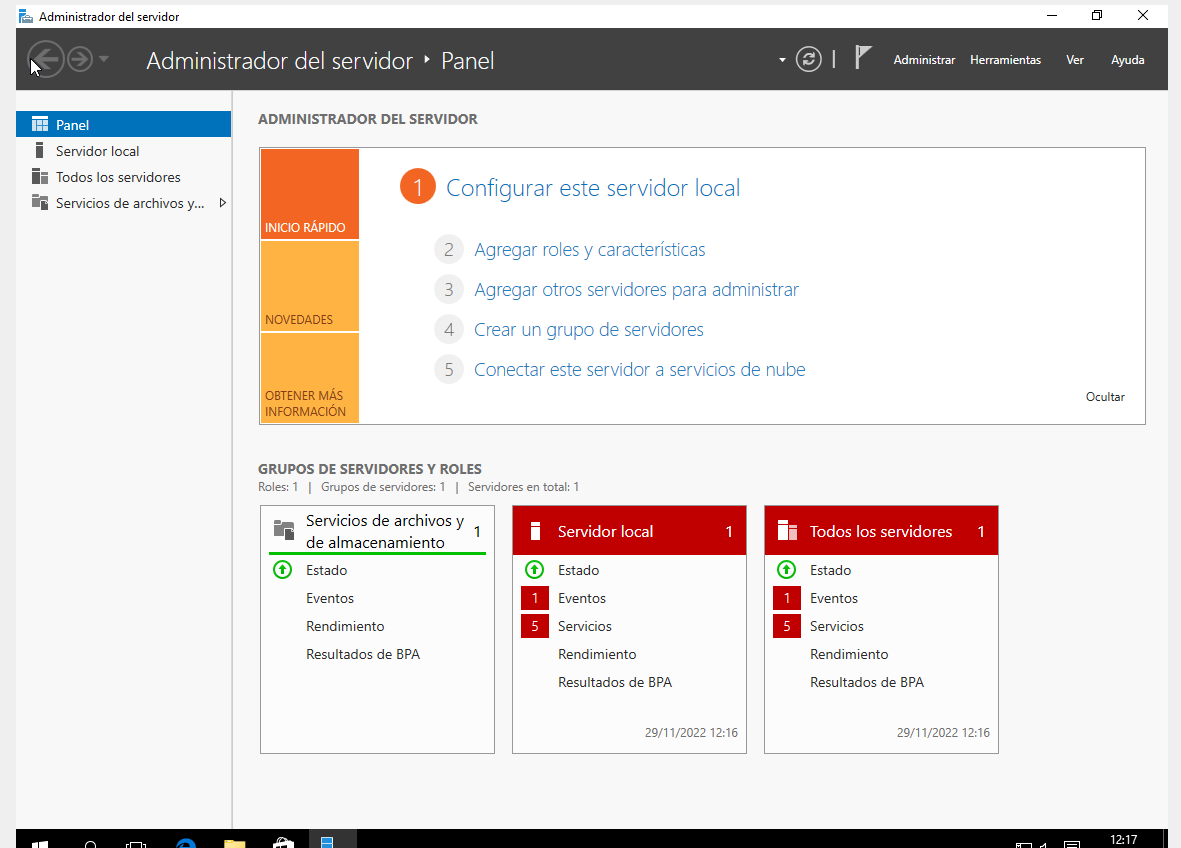 Administrador del servidor
Administrador del servidor ‣ Panel
Administrar Herramientas Ver Ayuda
Panel
Servidor local
Todos los servidores
Servicios de archivos y...
ADMINISTRADOR DEL SERVIDOR
INICIO RÁPIDO
NOVEDADES
OBTENER MÁS
INFORMACIÓN
1 Configurar este servidor local
2 Agregar roles y características
3 Agregar otros servidores para administrar
4 Crear un grupo de servidores
5 Conectar este servidor a servicios de nube
Ocultar
GRUPOS DE SERVIDORES Y ROLES
Roles: 1 | Grupos de servidores: 1 | Servidores en total: 1
Servicios de archivos y
de almacenamiento 1
Estado
Eventos
Rendimiento
Resultados de BPA
Servidor local 1
Estado
1 Eventos
5 Servicios
Rendimiento
Resultados de BPA
29/11/2022 12:16
Todos los servidores 1
Estado
1 Eventos
5 Servicios
Rendimiento
Resultados de BPA
29/11/2022 12:16
12:17